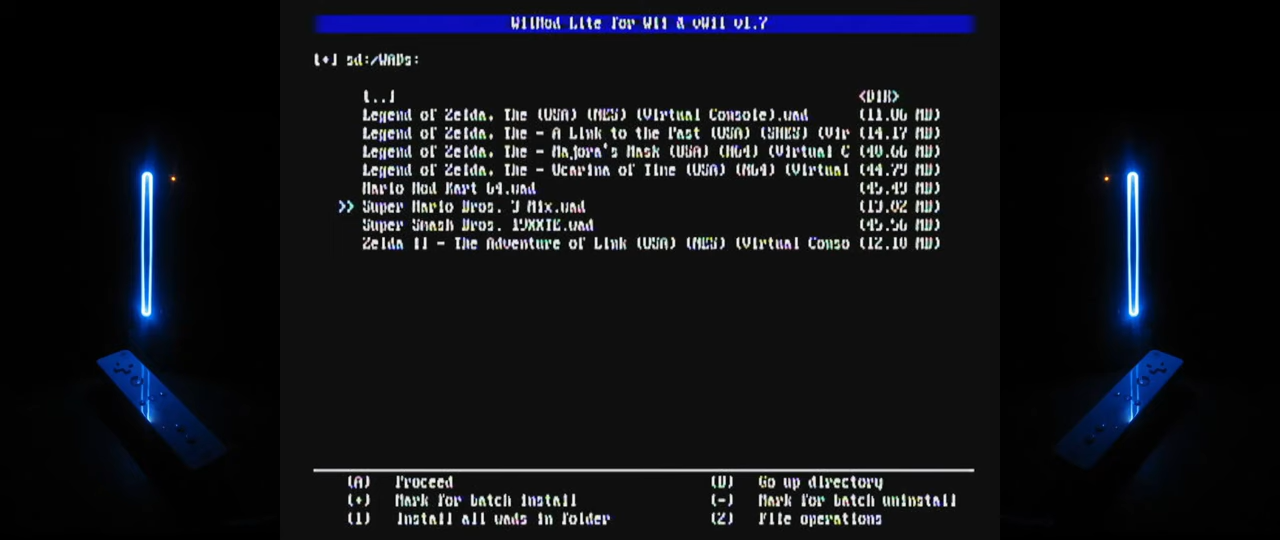 WiiMod Lite for Wii & vWii v1.7
[+] sd:/WADs:
[..] <DIR>
Legend of Zelda, The (USA) (NES) (Virtual Console).wad (11.06 MB)
Legend of Zelda, The - A Link to the Past (USA) (SNES) (Vir (14.17 MB)
Legend of Zelda, The - Majora's Mask (USA) (N64) (Virtual C (40.66 MB)
Legend of Zelda, The - Ocarina of Time (USA) (N64) (Virtual (44.79 MB)
Mario Mod Kart 64.wad (45.49 MB)
>> Super Mario Bros. 3 Mix.wad (13.02 MB)
Super Smash Bros. 19XXTE.wad (45.56 MB)
Zelda II - The Adventure of Link (USA) (NES) (Virtual Conso (12.10 MB)
(A) Proceed (B) Go up directory
(+) Mark for batch install (-) Mark for batch uninstall
(1) Install all wads in folder (2) File operations